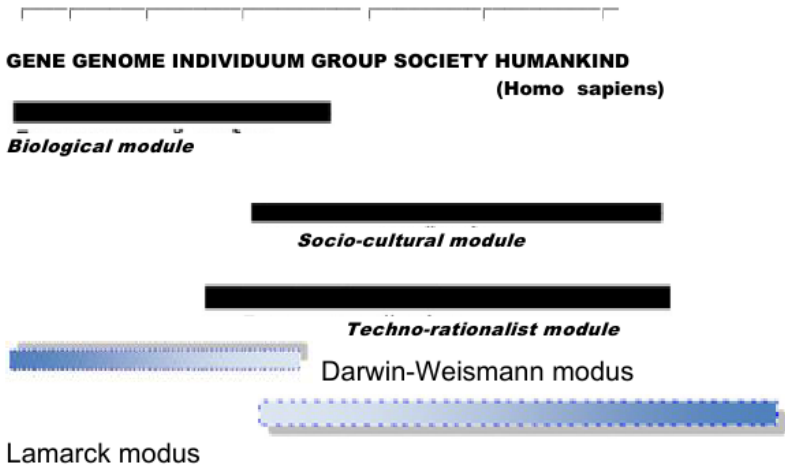 GENE GENOME INDIVIDUUM GROUP SOCIETY HUMANKIND
(Homo sapiens)
Biological module
Socio-cultural module
Techno-rationalist module
Darwin-Weismann modus
Lamarck modus